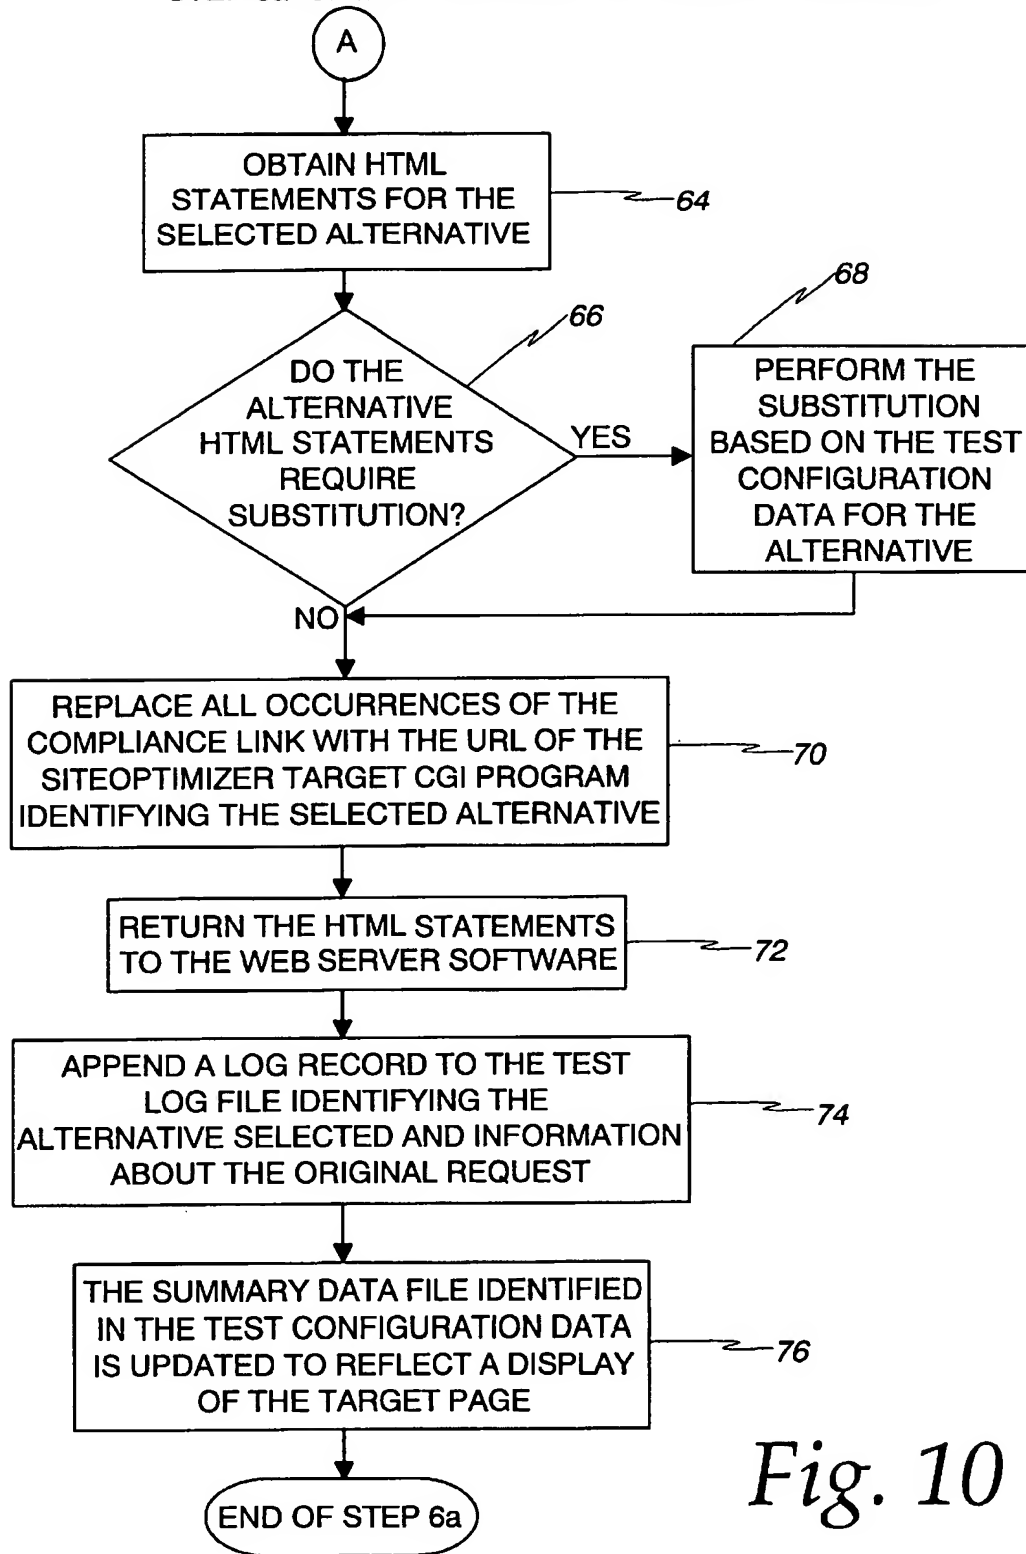 A
OBTAIN HTML
STATEMENTS FOR THE
SELECTED ALTERNATIVE
64
DO THE
ALTERNATIVE
HTML STATEMENTS
REQUIRE
SUBSTITUTION?
66
YES
68
PERFORM THE
SUBSTITUTION
BASED ON THE TEST
CONFIGURATION
DATA FOR THE
ALTERNATIVE
NO
REPLACE ALL OCCURRENCES OF THE
COMPLIANCE LINK WITH THE URL OF THE
SITEOPTIMIZER TARGET CGI PROGRAM
IDENTIFYING THE SELECTED ALTERNATIVE
70
RETURN THE HTML STATEMENTS
TO THE WEB SERVER SOFTWARE
72
APPEND A LOG RECORD TO THE TEST
LOG FILE IDENTIFYING THE
ALTERNATIVE SELECTED AND INFORMATION
ABOUT THE ORIGINAL REQUEST
74
THE SUMMARY DATA FILE IDENTIFIED
IN THE TEST CONFIGURATION DATA
IS UPDATED TO REFLECT A DISPLAY
OF THE TARGET PAGE
76
END OF STEP 6a
Fig. 10